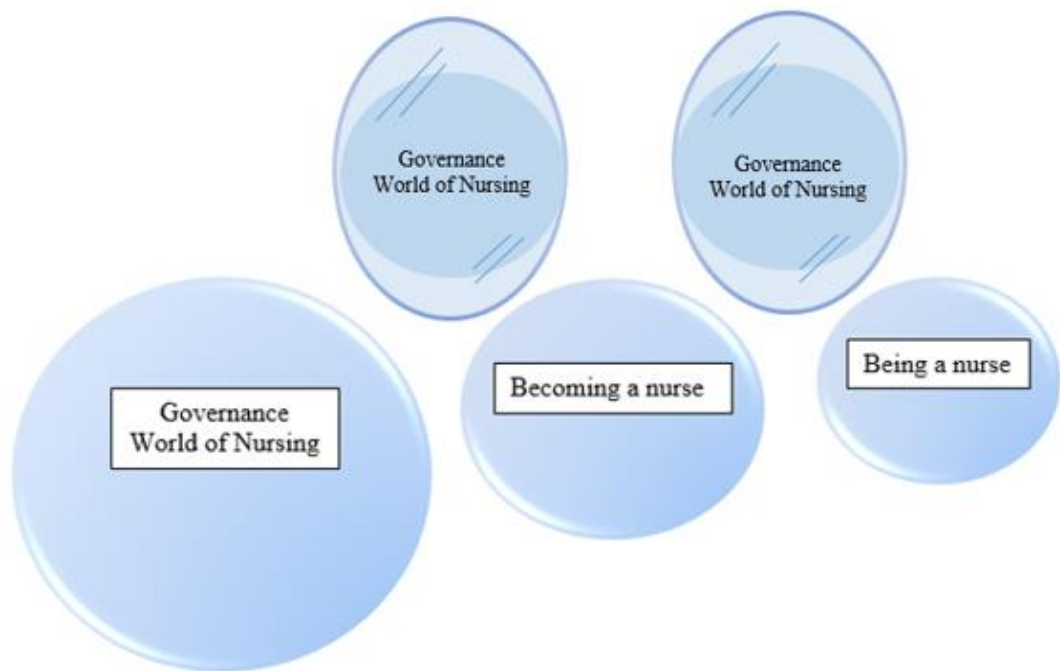 Governance
World of Nursing
Governance
World of Nursing
Governance
World of Nursing
Becoming a nurse
Being a nurse